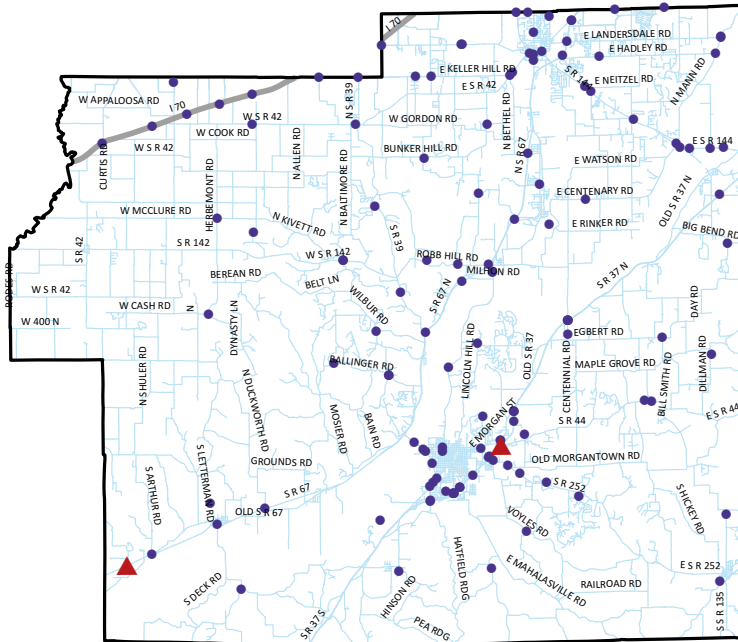 I 70
E LANDERSDALE RD
E HADLEY RD
S R 144
E KELLER HILL RD
E S R 42
E NEITZEL RD
N MANN RD
W APPALOOSA RD
I 70
N S R 39
W S R 42
W GORDON RD
N BETHEL RD
W COOK RD
W S R 42
N ALLEN RD
BUNKER HILL RD
N S R 67
E S R 144
E WATSON RD
CURTIS RD
N BALTIMORE RD
HERBEMONT RD
E CENTENARY RD
OLD S R 37 N
W MCCLURE RD
N KIVETT RD
S R 39
E RINKER RD
BIG BEND RD
S R 42
S R 142
W S R 142
ROBB HILL RD
MILHON RD
S R 37 N
RODES RD
BEREAN RD
BELT LN
W S R 42
W CASH RD
N
WILBUR RD
S R 67 N
DAY RD
W 400 N
DYNASTY LN
LINCOLN HILL RD
OLD S R 37
EGBERT RD
CENTENNIAL RD
MAPLE GROVE RD
BILL SMITH RD
DILLMAN RD
BALLINGER RD
N SHULER RD
N DUCKWORTH RD
MOSIER RD
BAIN RD
E MORGAN ST
S R 44
E S R 44
S LETTERMAN RD
S ARTHUR RD
GROUNDS RD
OLD MORGANTOWN RD
S R 67
S R 252
S HICKEY RD
OLD S R 67
VOYLES RD
HATFIELD RDG
E MAHALASVILLE RD
E S R 252
S DECK RD
HINSON RD
RAILROAD RD
S S R 135
S R 37 S
PEA RDG